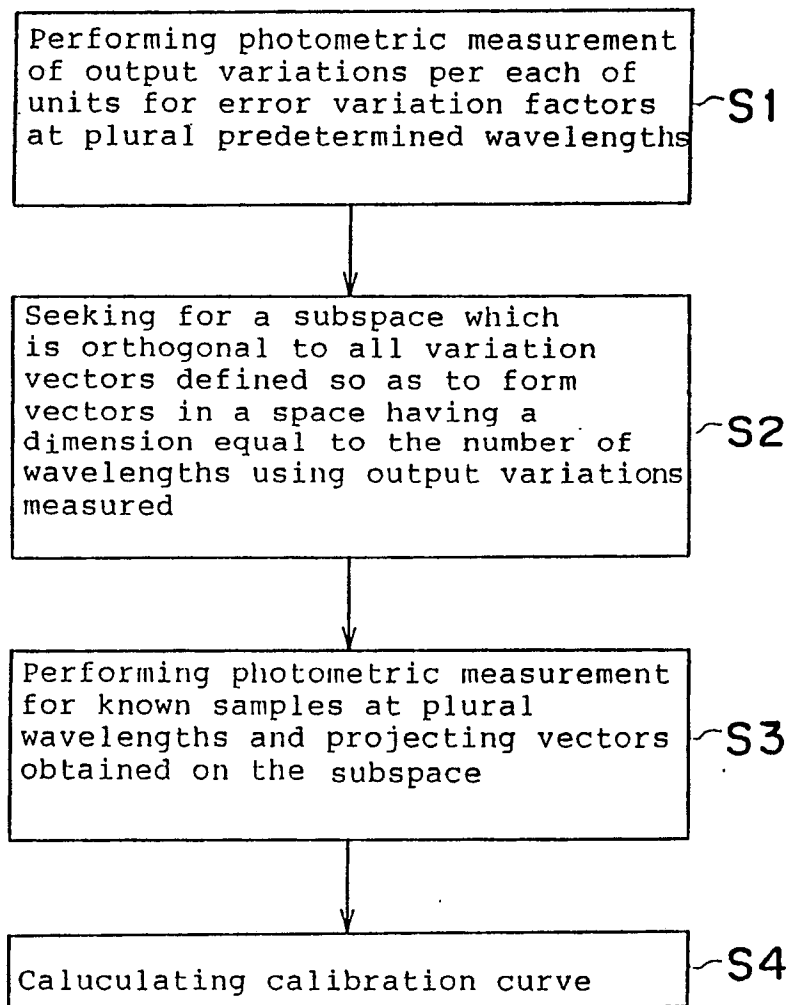 Performing photometric measurement
of output variations per each of
units for error variation factors
at plural predetermined wavelengths
S1
Seeking for a subspace which
is orthogonal to all variation
vectors defined so as to form
vectors in a space having a
dimension equal to the number of
wavelengths using output variations
measured
S2
Performing photometric measurement
for known samples at plural
wavelengths and projecting vectors
obtained on the subspace
S3
Caluculating calibration curve
S4